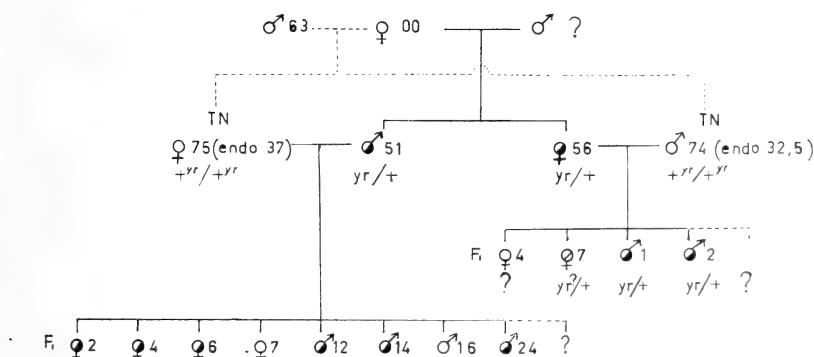 ♂ 63 ♀ 00 ♂ ?
TN TN
♀ 75 (endo 37) ♂ 51 ♀ 56 ♂ 74 (endo 32,5)
+yr/+yr yr/+ yr/+ +yr/+yr
F₁ ♀ 4 ♀ 7 ♂ 1 ♂ 2
? yr?/+ yr/+ yr/+ ?
F₁ ♀ 2 ♀ 4 ♀ 6 ♀ 7 ♂ 12 ♂ 14 ♂ 16 ♂ 24 ?